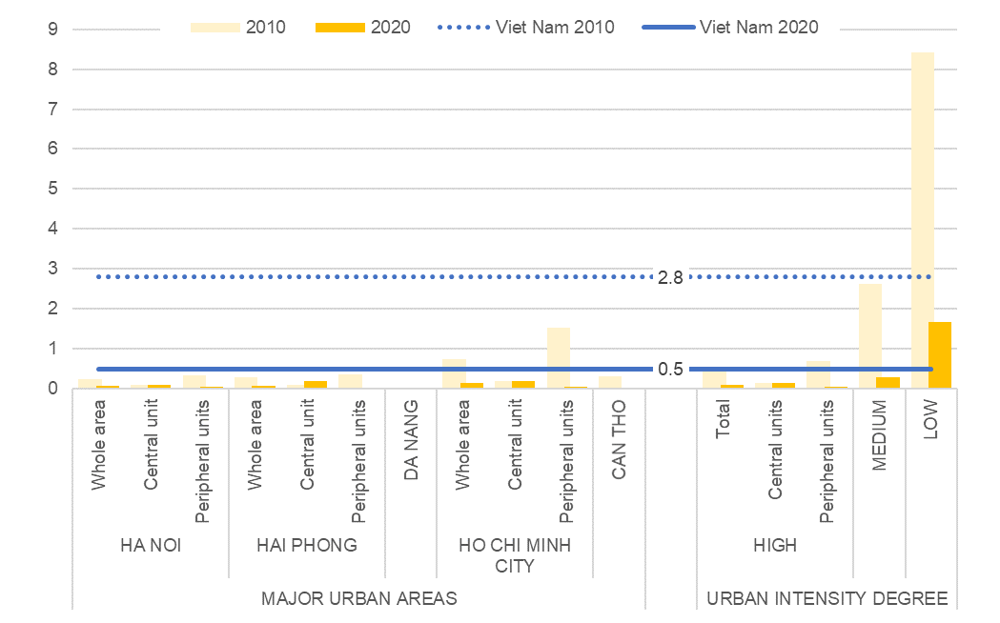 2010 2020 Viet Nam 2010 Viet Nam 2020
9
8
7
6
5
4
3
2
1
0
2.8
0.5
Whole area
Central unit
Peripheral units
Whole area
Central unit
Peripheral units
DA NANG
Whole area
Central unit
Peripheral units
CAN THO
Total
Central units
Peripheral units
MEDIUM
LOW
HA NOI
HAI PHONG
HO CHI MINH
CITY
HIGH
MAJOR URBAN AREAS
URBAN INTENSITY DEGREE